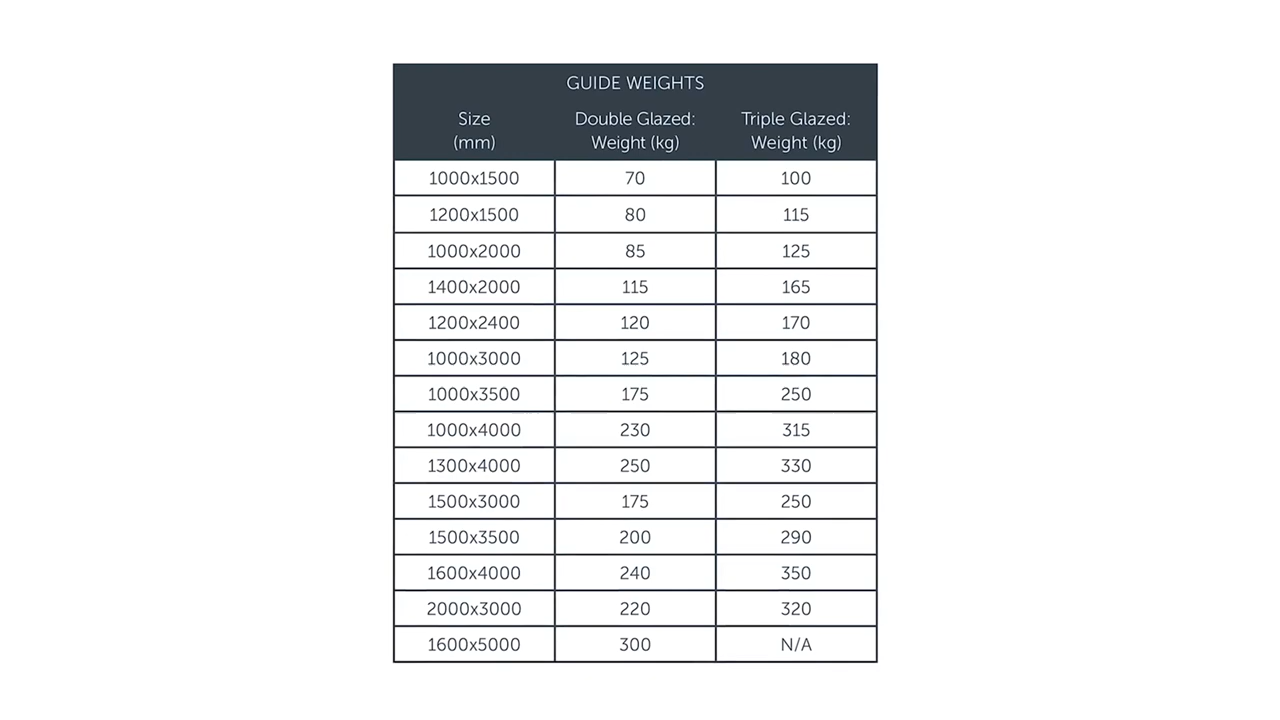 GUIDE WEIGHTS
Size (mm) Double Glazed: Weight (kg) Triple Glazed: Weight (kg)
1000x1500 70 100
1200x1500 80 115
1000x2000 85 125
1400x2000 115 165
1200x2400 120 170
1000x3000 125 180
1000x3500 175 250
1000x4000 230 315
1300x4000 250 330
1500x3000 175 250
1500x3500 200 290
1600x4000 240 350
2000x3000 220 320
1600x5000 300 N/A